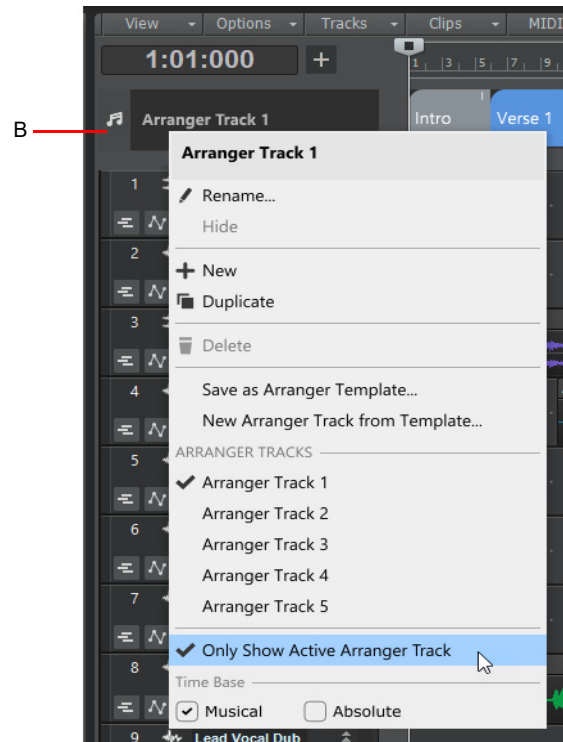 View Options Tracks Clips MIDI
1:01:000 +
1 3 5 7 9
B
Arranger Track 1
Intro Verse 1
Arranger Track 1
1
Rename...
Hide
2
New
Duplicate
3
Delete
4
Save as Arranger Template...
New Arranger Track from Template...
5
ARRANGER TRACKS
Arranger Track 1
Arranger Track 2
6
Arranger Track 3
Arranger Track 4
7
Arranger Track 5
Only Show Active Arranger Track
8
Time Base
Musical Absolute
9 Lead Vocal Dub